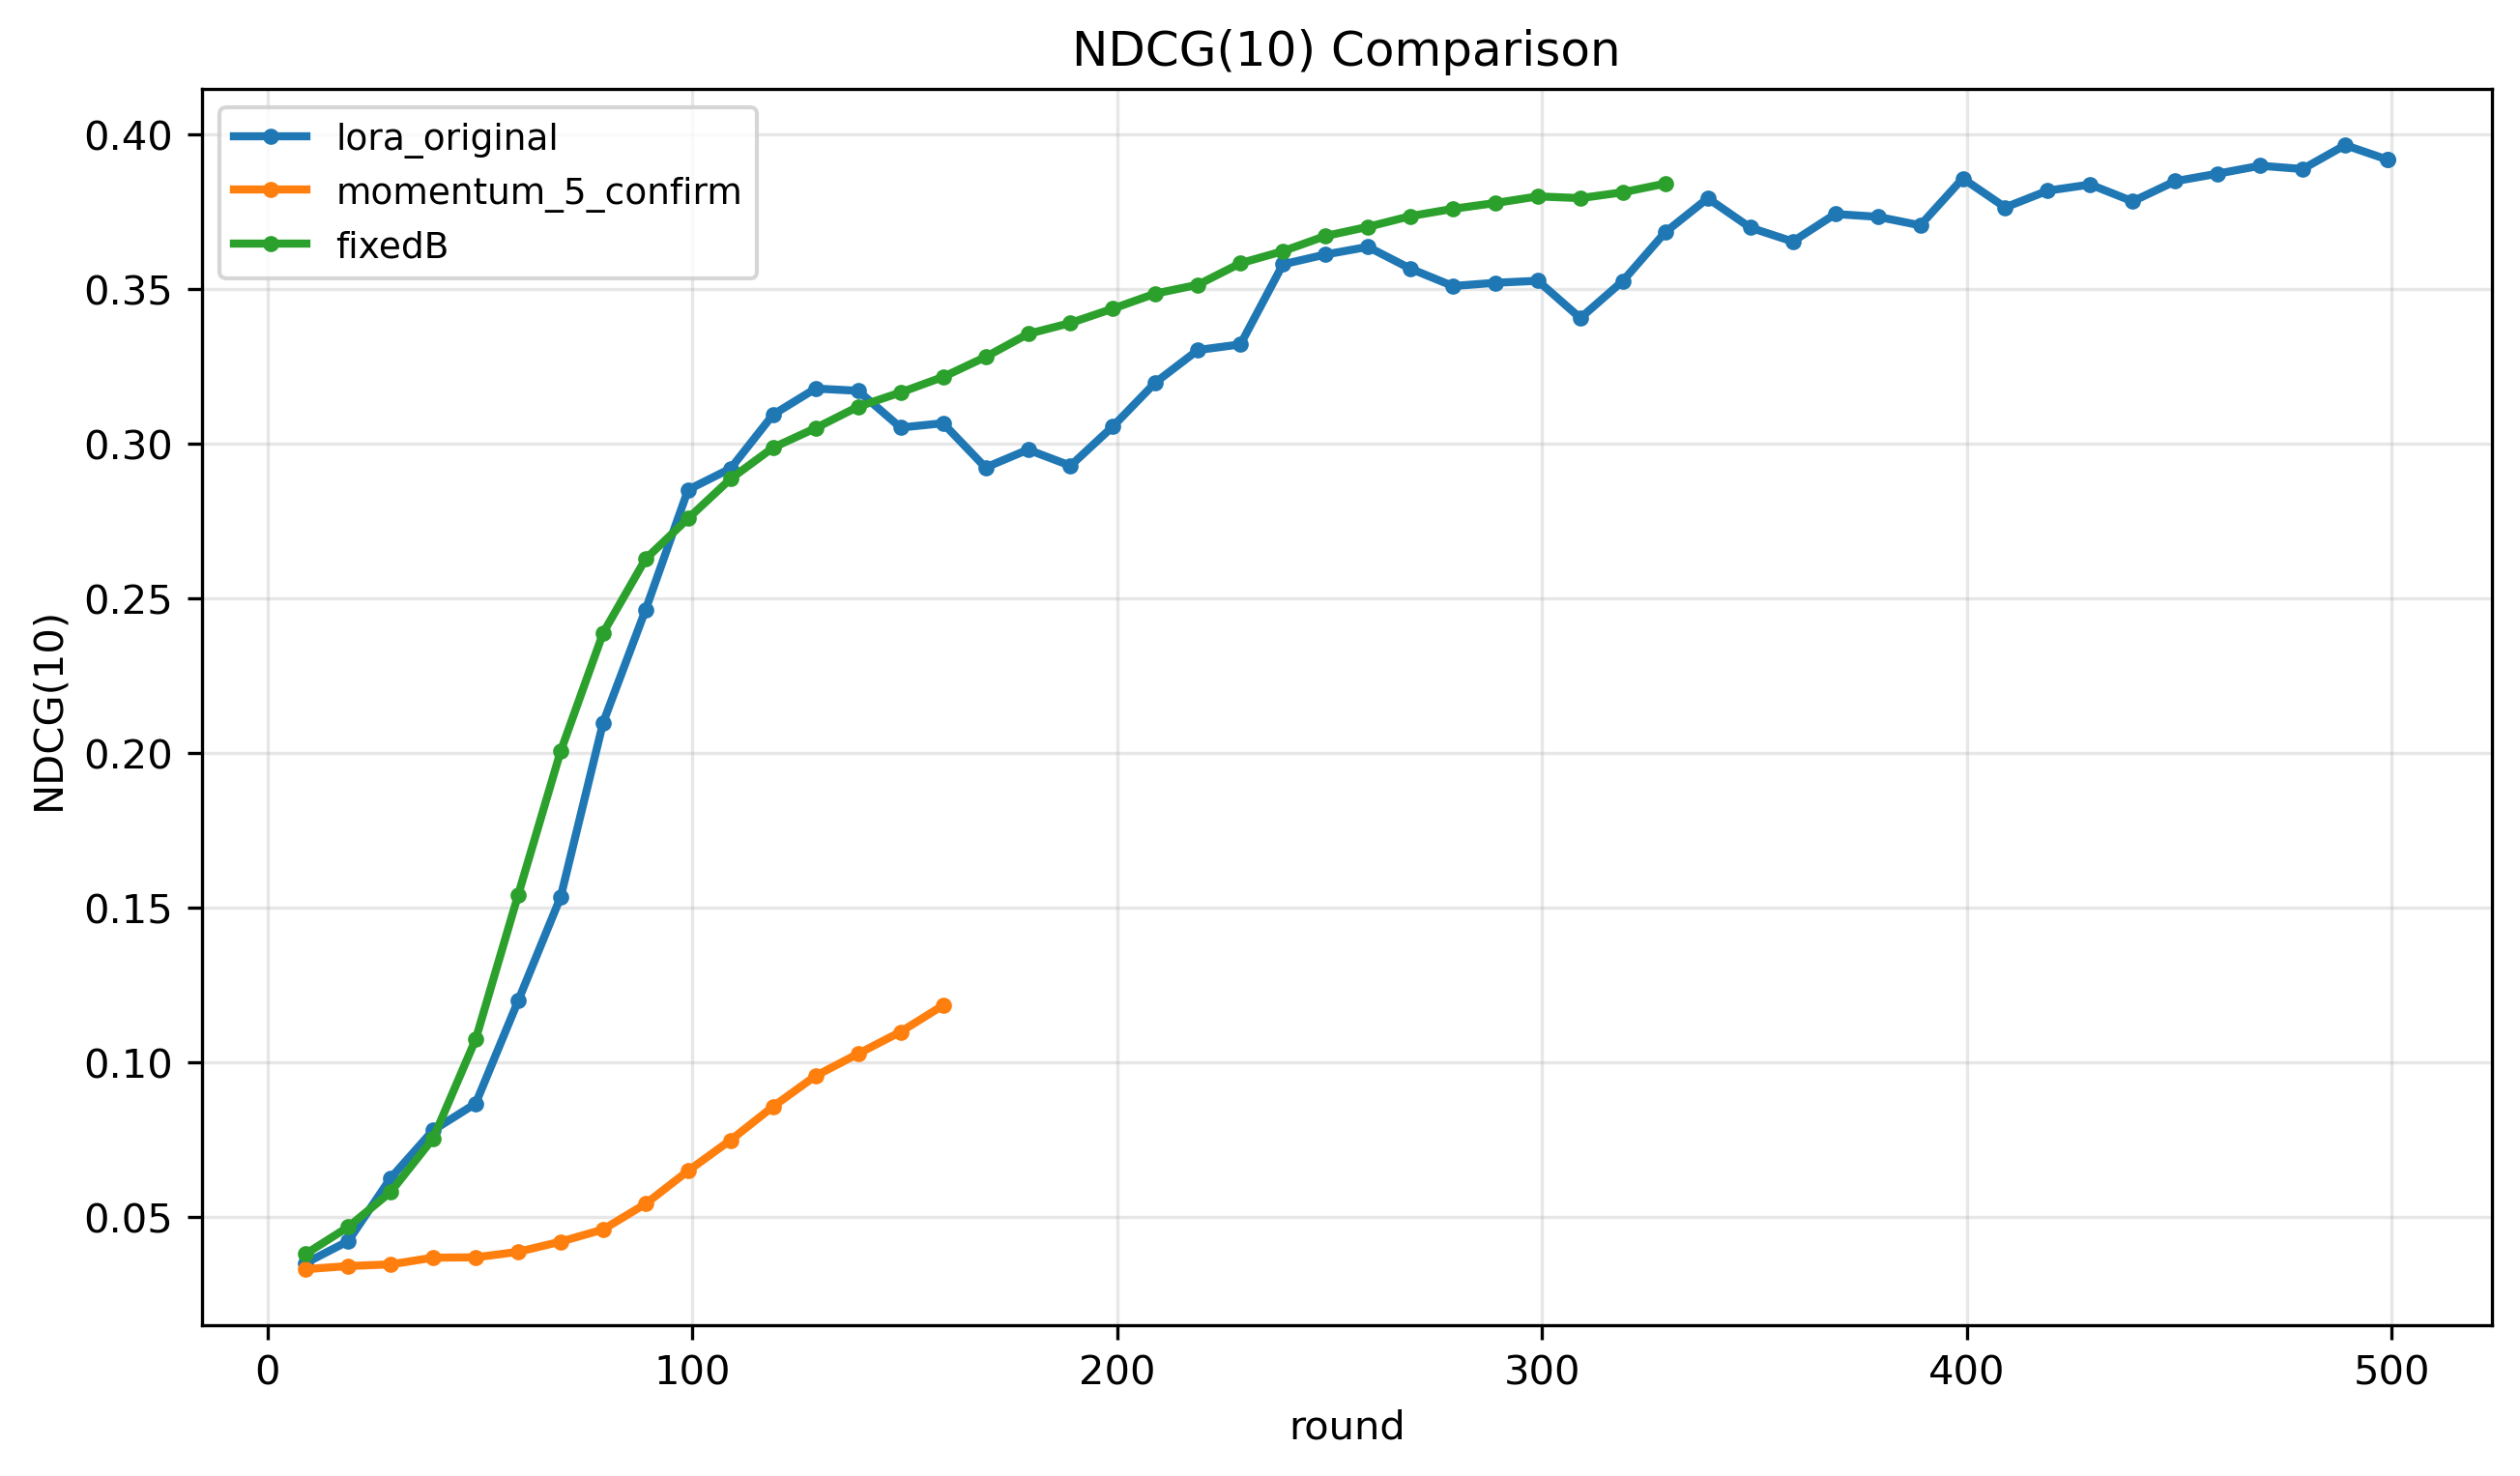 NDCG(10) Comparison
lora_original
momentum_5_confirm
fixedB
NDCG(10)
0.40
0.35
0.30
0.25
0.20
0.15
0.10
0.05
0 100 200 300 400 500
round